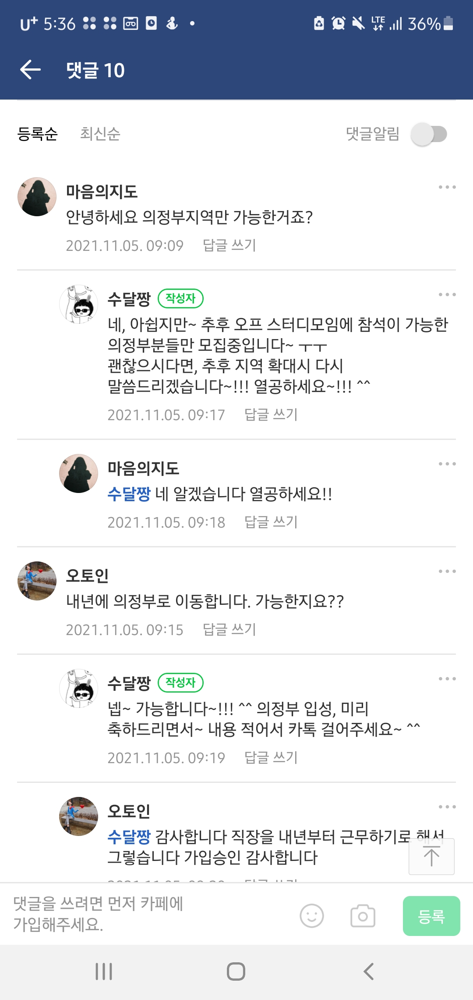 U+ 5:36 LTE 36%
댓글 10
등록순 최신순 댓글알림
마음의지도
안녕하세요 의정부지역만 가능한거죠?
2021.11.05. 09:09 답글 쓰기
수달짱 작성자
네, 아쉽지만~ 추후 오프 스터디모임에 참석이 가능한
의정부분들만 모집중입니다~ ㅜㅜ
괜찮으시다면, 추후 지역 확대시 다시
말씀드리겠습니다~!!! 열공하세요~!!! ^^
2021.11.05. 09:17 답글 쓰기
마음의지도
수달짱 네 알겠습니다 열공하세요!!
2021.11.05. 09:18 답글 쓰기
오토인
내년에 의정부로 이동합니다. 가능한지요??
2021.11.05. 09:15 답글 쓰기
수달짱 작성자
넵~ 가능합니다~!!! ^^ 의정부 입성, 미리
축하드리면서~ 내용 적어서 카톡 걸어주세요~ ^^
2021.11.05. 09:19 답글 쓰기
오토인
수달짱 감사합니다 직장을 내년부터 근무하기로 해서
그렇습니다 가입승인 감사합니다
댓글을 쓰려면 먼저 카페에
가입해주세요.
등록